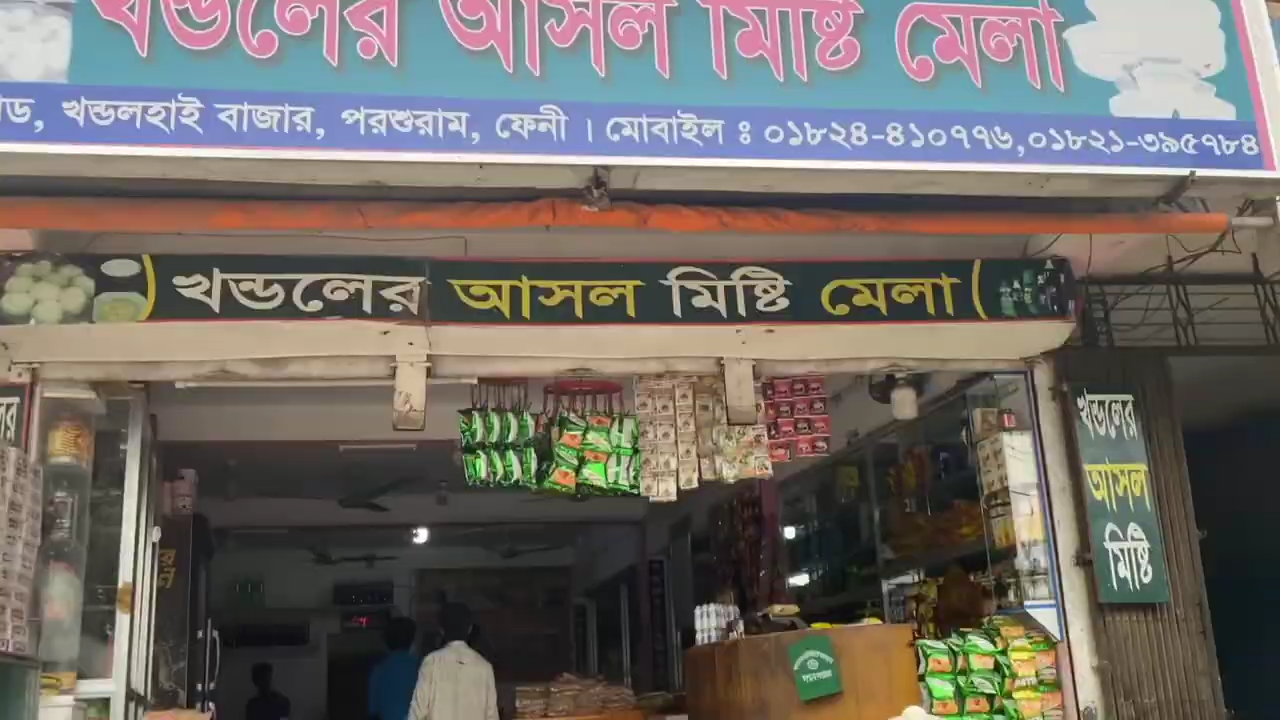 খন্ডলের আসল মিষ্টি মেলা
খন্ডলহাই বাজার, পরশুরাম, ফেনী । মোবাইল ঃ ০১৮২৪-৪১০৭৭৬,০১৮২১-৩৯৫৭৮৪
খন্ডলের আসল মিষ্টি মেলা
খন্ডলের
আসল
মিষ্টি